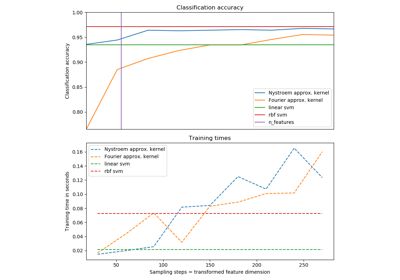 Classification accuracy
1.00
0.95
0.90
0.85
0.80
Classification accuracy
Nystroem approx. kernel
Fourier approx. kernel
linear svm
rbf svm
n_features
Training times
0.16
0.14
0.12
0.10
0.08
0.06
0.04
0.02
Training time in seconds
Nystroem approx. kernel
Fourier approx. kernel
linear svm
rbf svm
50 100 150 200 250
Sampling steps = transformed feature dimension